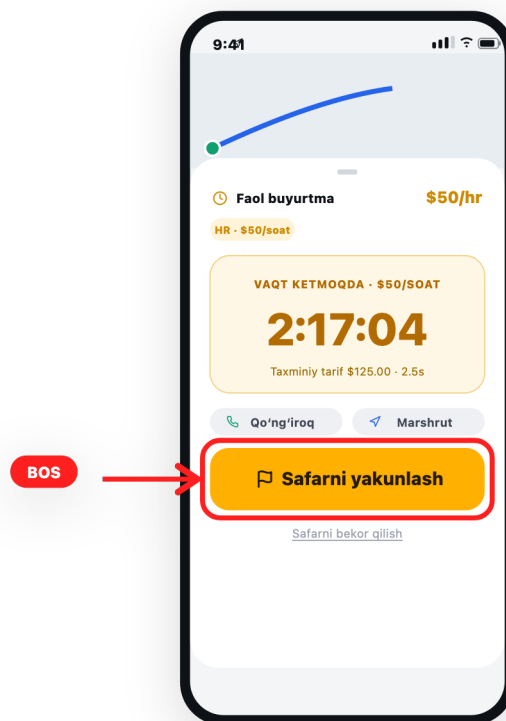 9:41
Faol buyurtma
$50/hr
HR · $50/soat
VAQT KETMOQDA · $50/SOAT
2:17:04
Taxminiy tarif $125.00 · 2.5s
Qo‘ng‘iroq
Marshrut
BOS
Safarni yakunlash
Safarni bekor qilish